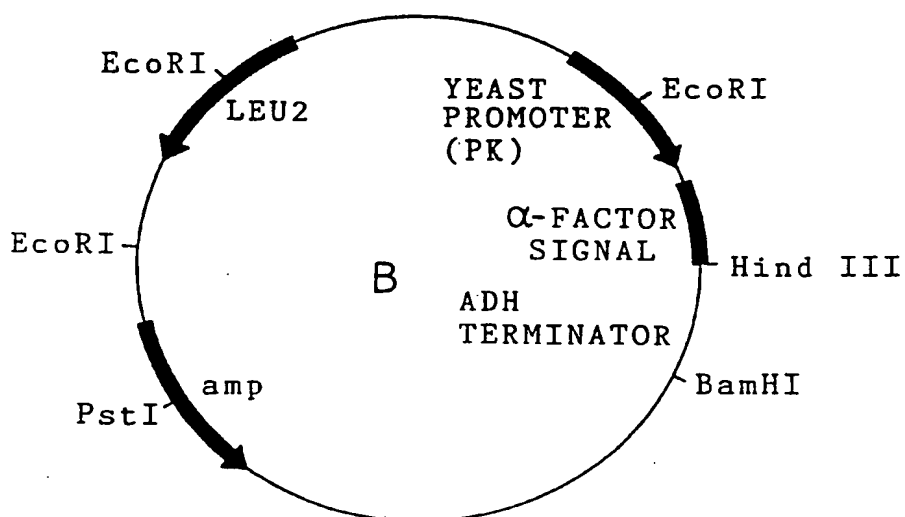 EcoRI
LEU2
YEAST
PROMOTER
(PK)
EcoRI
α-FACTOR
SIGNAL
Hind III
EcoRI
B
ADH
TERMINATOR
BamHI
amp
PstI